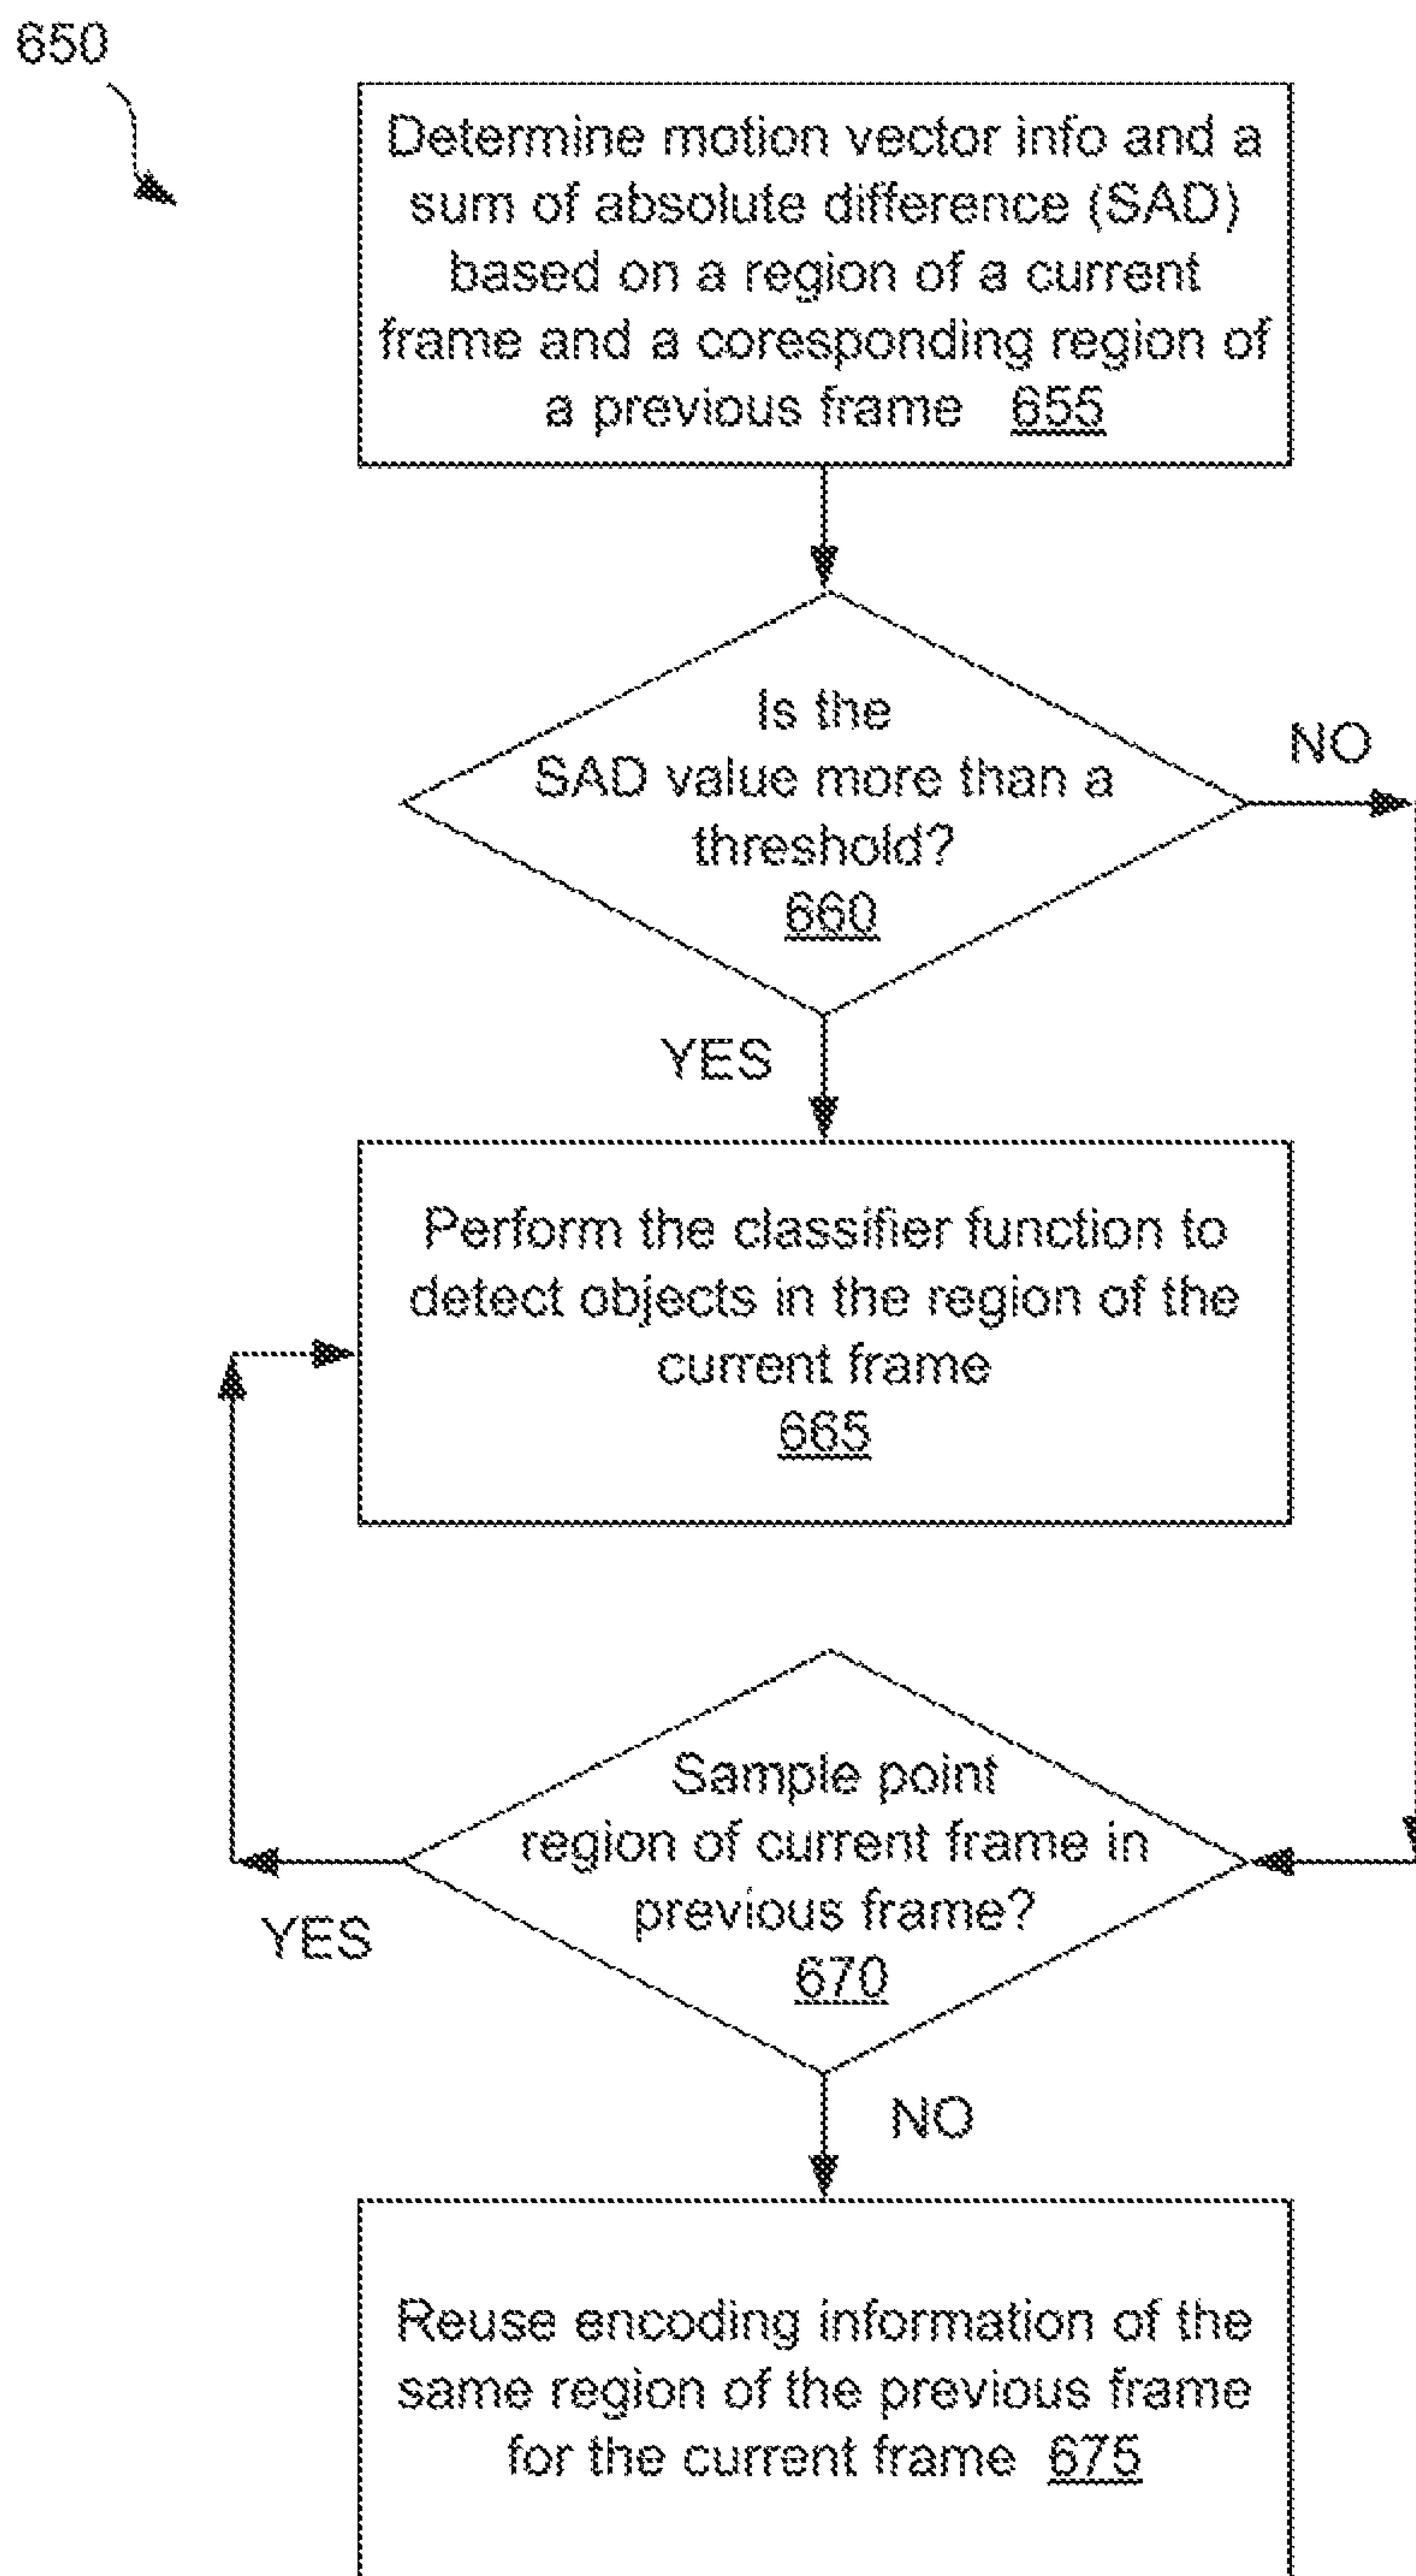 650
Determine motion vector info and a
sum of absolute difference (SAD)
based on a region of a current
frame and a coresponding region of
a previous frame 655
Is the
SAD value more than a
threshold?
660
NO
YES
Perform the classifier function to
detect objects in the region of the
current frame
665
Sample point
region of current frame in
previous frame?
670
YES
NO
Reuse encoding information of the
same region of the previous frame
for the current frame 675